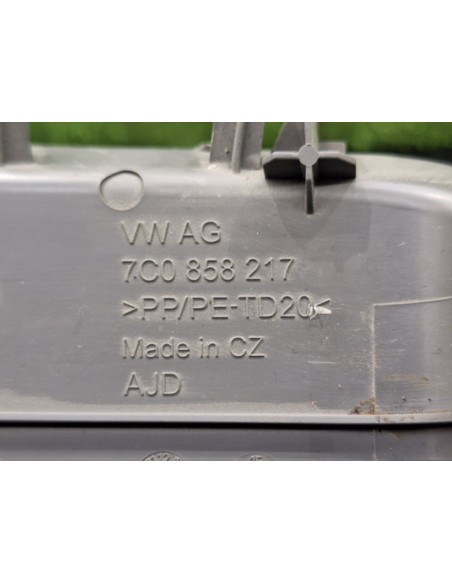 VW AG
7C0 858 217
>PP/PE-TD20<
Made in CZ
AJD